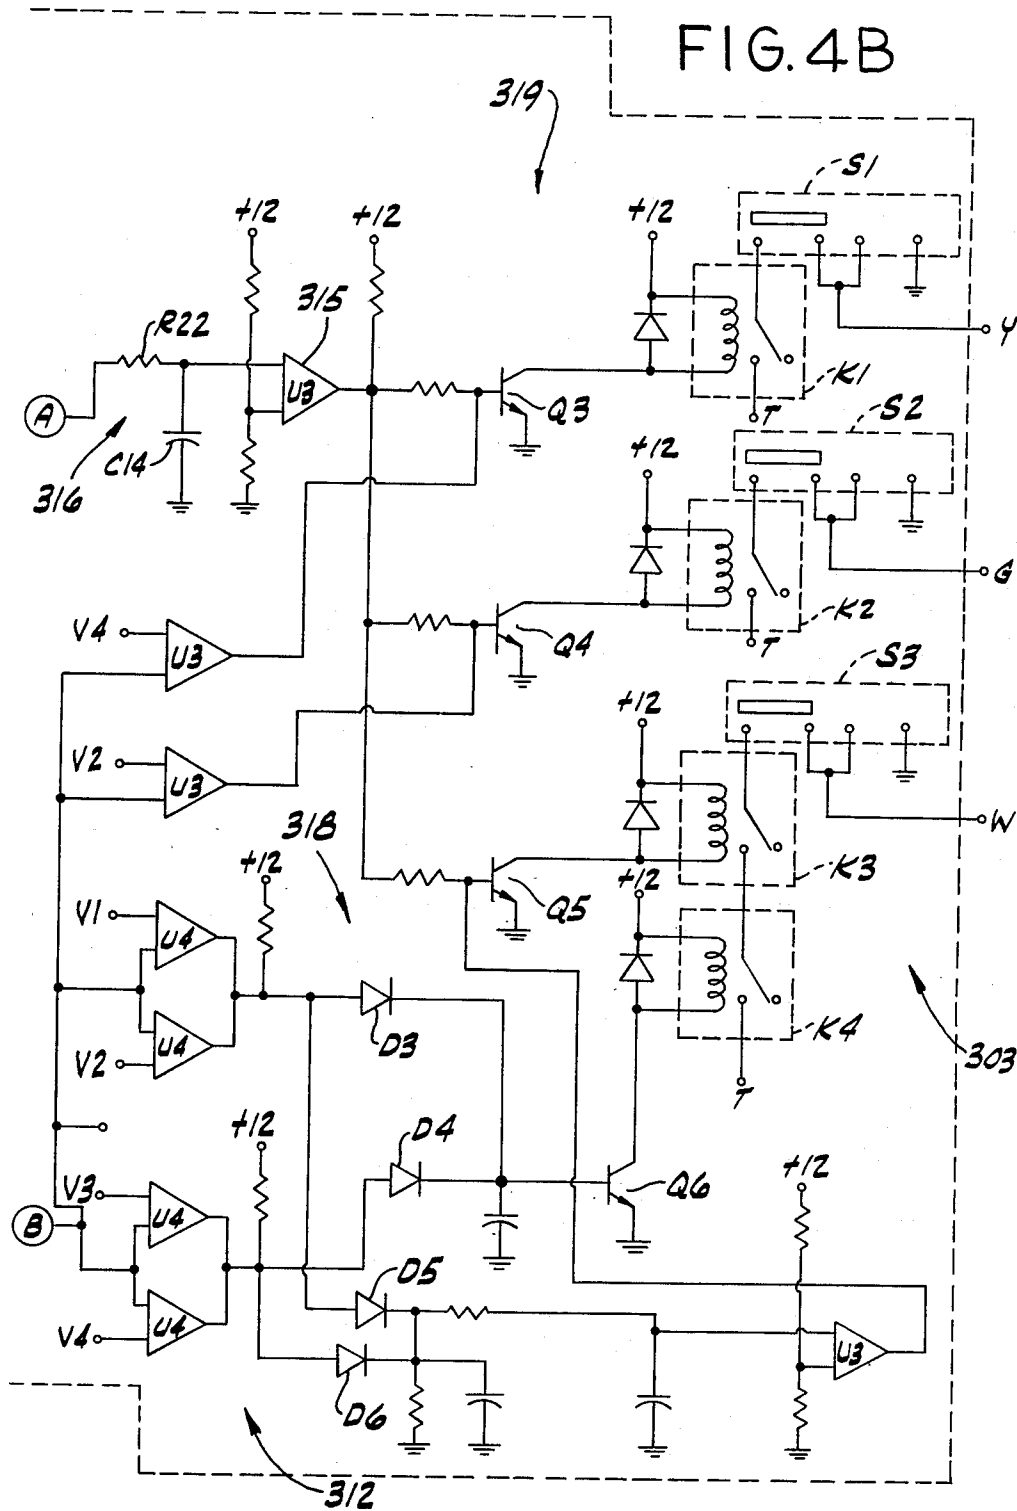 FIG. 4B
319
S1
+12
+12
+12
315
R22
U3
Y
K1
Q3
T
S2
A
C14
316
+12
G
K2
Q4
T
V4
U3
S3
+12
V2
U3
W
318
+12
K3
+12
Q5
V1
U4
D3
K4
V2
U4
303
T
+12
D4
+12
V3
Q6
B
U4
D5
V4
U4
U3
D6
312